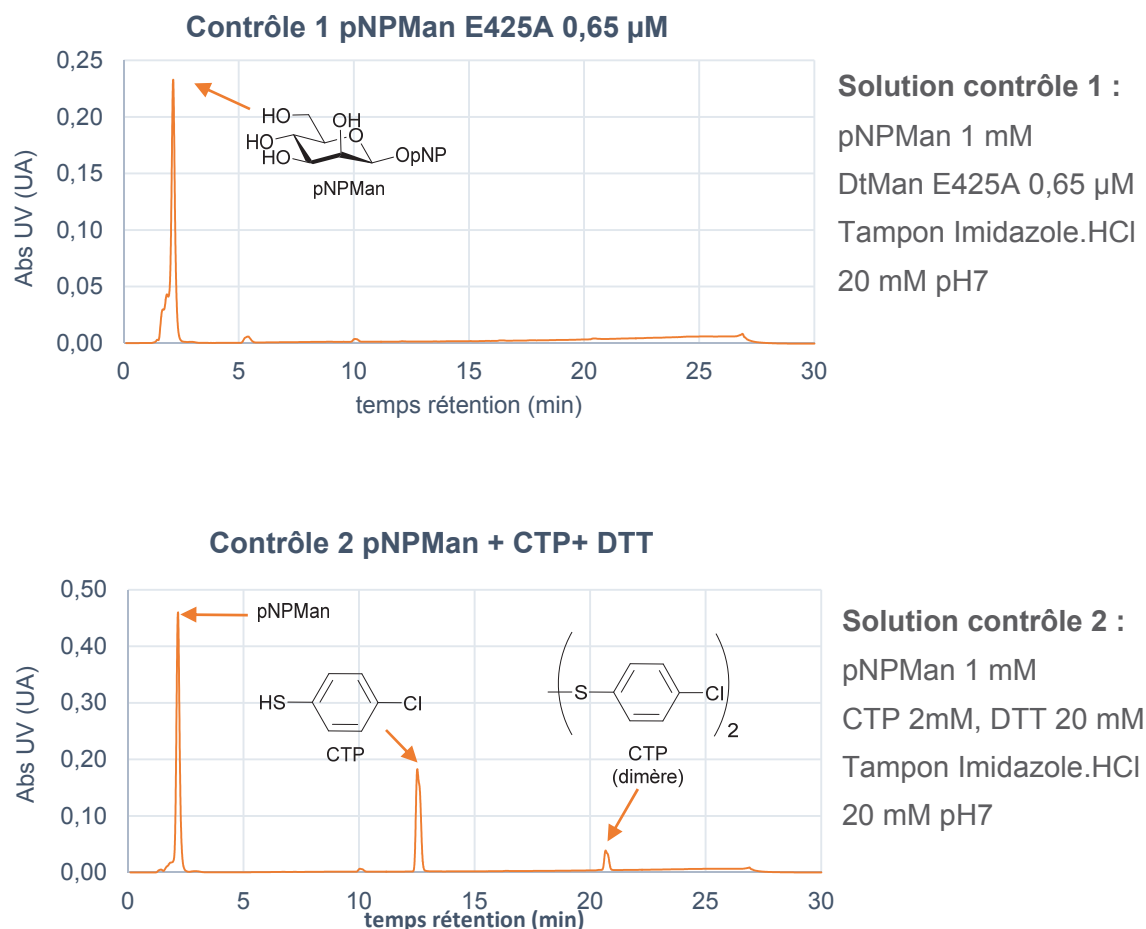 Contrôle 1 pNPMan E425A 0,65 µM
0,25
0,20
0,15
0,10
0,05
0,00
Abs UV (UA)
0 5 10 15 20 25 30
temps rétention (min)
HO
OH
HO
O
HO
OpNP
pNPMan
Solution contrôle 1 :
pNPMan 1 mM
DtMan E425A 0,65 µM
Tampon Imidazole.HCl
20 mM pH7
Contrôle 2 pNPMan + CTP+ DTT
0,50
0,40
0,30
0,20
0,10
0,00
Abs UV (UA)
0 5 10 15 20 25 30
temps rétention (min)
pNPMan
HS
Cl
CTP
S
Cl
2
CTP
(dimère)
Solution contrôle 2 :
pNPMan 1 mM
CTP 2mM, DTT 20 mM
Tampon Imidazole.HCl
20 mM pH7